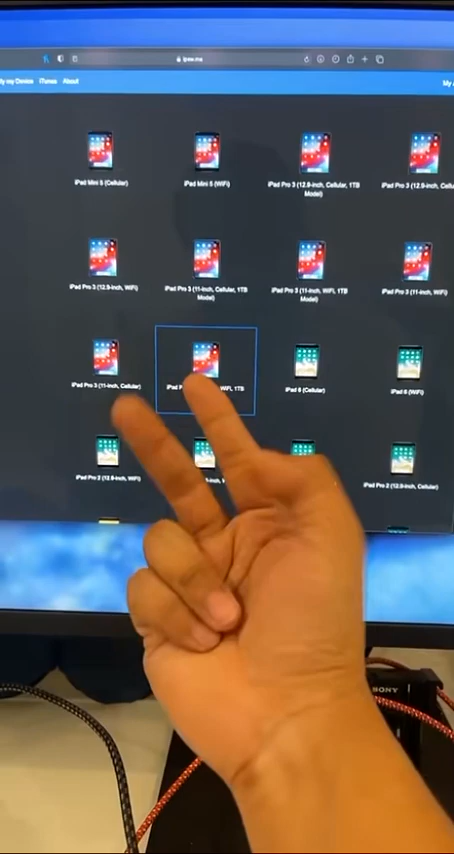 ipsw.me
My Device iTunes About
My
iPad Mini 5 (Cellular)
iPad Mini 5 (WiFi)
iPad Pro 3 (12.9-inch, Cellular, 1TB
Model)
iPad Pro 3 (12.9-inch,
iPad Pro 3 (12.9-inch, WiFi)
iPad Pro 3 (11-inch, Cellular, 1TB
Model)
iPad Pro 3 (11-inch, WiFi, 1TB
Model)
iPad Pro 3 (11-inch, WiFi)
iPad Pro 3 (11-inch, Cellular)
WiFi, 1TB
iPad 6 (Cellular)
iPad 6 (WiFi)
iPad Pro 2 (12.9-inch, WiFi)
iPad Pro 2 (12.9-inch, Cellular)
SONY